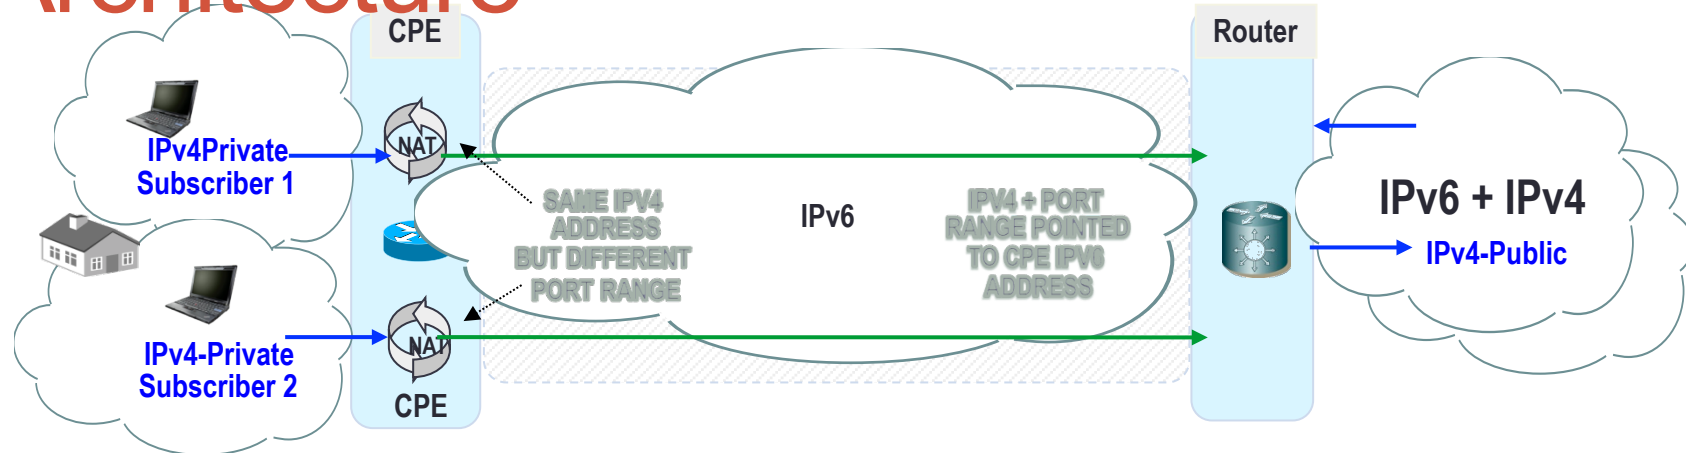 Architecture
CPE
Router
NAT
IPv4Private
Subscriber 1
SAME IPV4
ADDRESS
BUT DIFFERENT
PORT RANGE
IPv6
IPV4 + PORT
RANGE POINTED
TO CPE IPV6
ADDRESS
IPv6 + IPv4
IPv4-Public
NAT
IPv4-Private
Subscriber 2
CPE